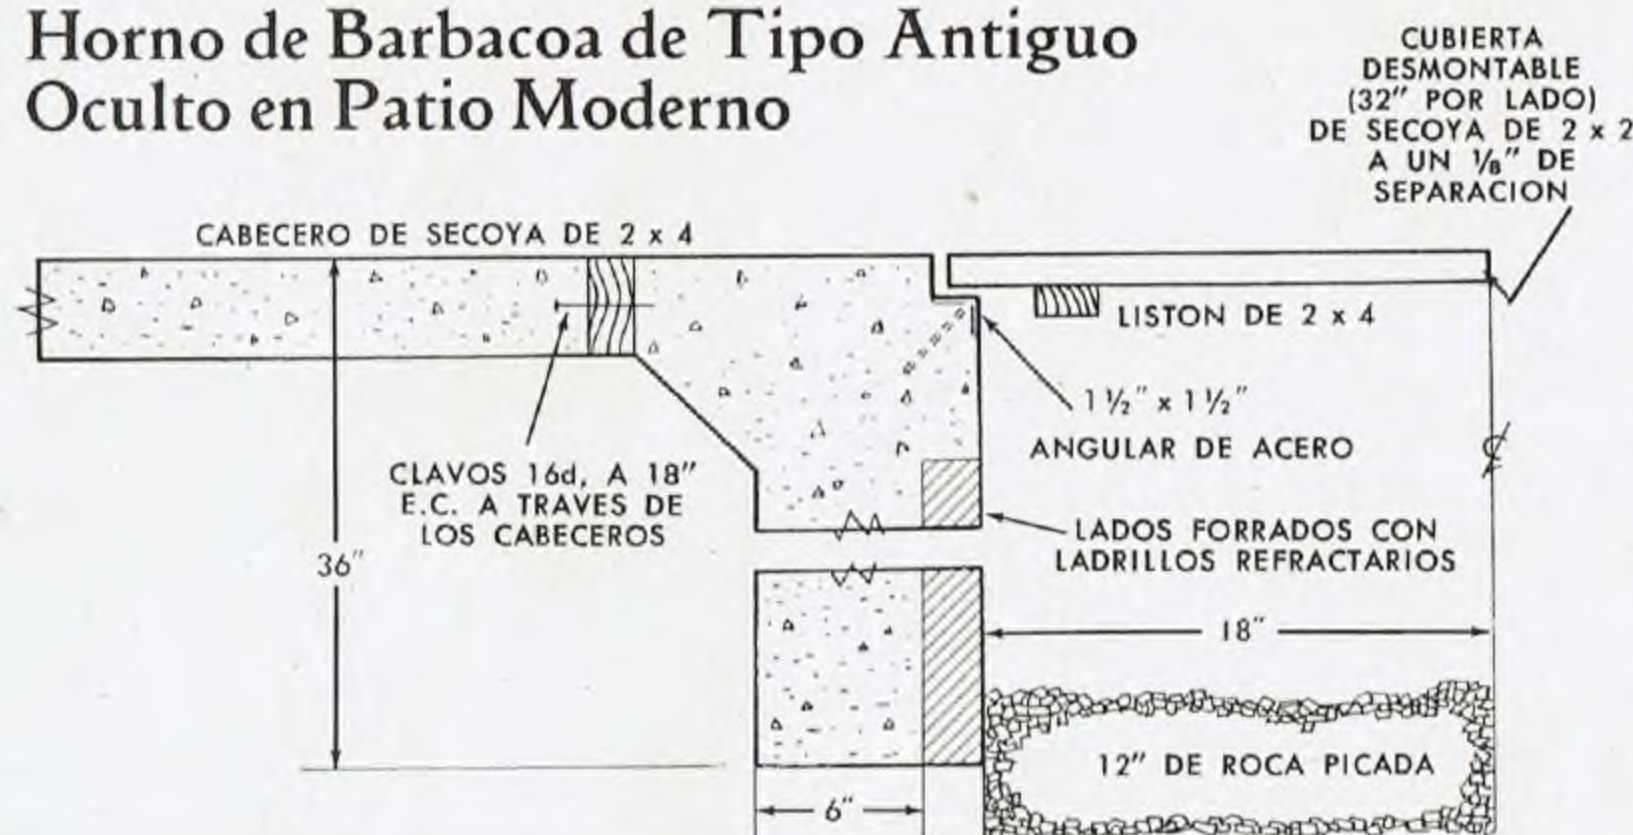 Horno de Barbacoa de Tipo Antiguo
Oculto en Patio Moderno
CUBIERTA
DESMONTABLE
(32" POR LADO)
DE SECOYA DE 2 x 2
A UN 1/8" DE
SEPARACION
CABECERO DE SECOYA DE 2 x 4
LISTON DE 2 x 4
1 1/2" x 1 1/2"
ANGULAR DE ACERO
CLAVOS 16d, A 18"
E.C. A TRAVES DE
LOS CABECEROS
LADOS FORRADOS CON
LADRILLOS REFRACTARIOS
36"
18"
12" DE ROCA PICADA
6"